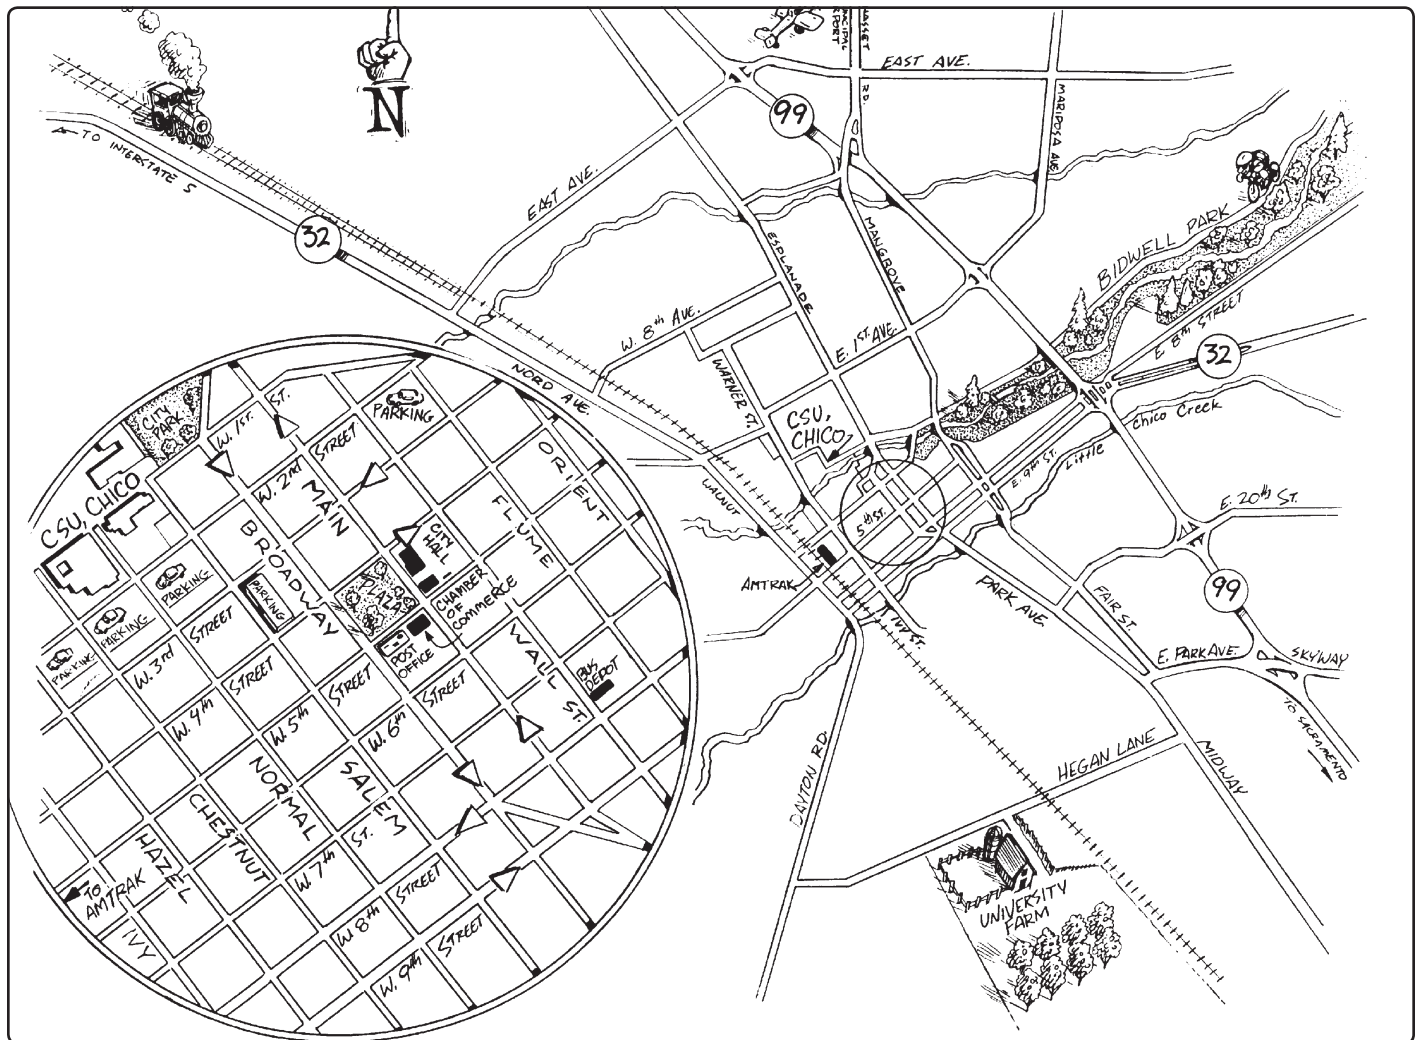 N
COHASSET
RD
MUNICIPAL
AIRPORT
EAST AVE.
MARIPOSA AVE
99
TO INTERSTATE 5
32
EAST AVE.
BIDWELL PARK
ESPLANADE
MANGROVE
W. 8th AVE.
E. 1ST. AVE.
E 8th STREET
32
WARNER ST.
NORD AVE.
CSU,
CHICO
Little Chico Creek
E. 9th ST.
WALNUT
5th ST.
E. 20th ST.
AMTRAK
PARK AVE.
FAIR ST.
99
IVY ST.
E. PARK AVE.
SKYWAY
TO SACRAMENTO
DAYTON RD.
HEGAN LANE
MIDWAY
UNIVERSITY
FARM
CITY
PARK
W. 1ST ST.
PARKING
W. 2nd STREET
MAIN
ORIENT
FLUME
CSU, CHICO
BROADWAY
CITY
HALL
PARKING
PARKING
PARKING
PARKING
PLAZA
CHAMBER
OF
COMMERCE
W. 3rd STREET
POST
OFFICE
WALL ST.
BUS
DEPOT
W. 4th STREET
W. 5th STREET
W. 6th STREET
NORMAL
SALEM
CHESTNUT
W. 7th ST.
HAZEL
TO
AMTRAK
IVY
W. 8th STREET
W. 9th STREET